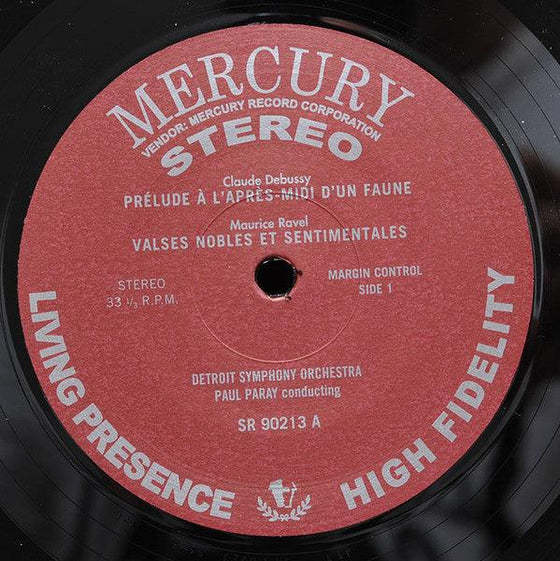 MERCURY
VENDOR: MERCURY RECORD CORPORATION
STEREO
Claude Debussy
PRÉLUDE À L'APRÈS-MIDI D'UN FAUNE
Maurice Ravel
VALSES NOBLES ET SENTIMENTALES
STEREO
33 1/3 R.P.M.
MARGIN CONTROL
SIDE 1
DETROIT SYMPHONY ORCHESTRA
PAUL PARAY conducting
SR 90213 A
LIVING PRESENCE
HIGH FIDELITY